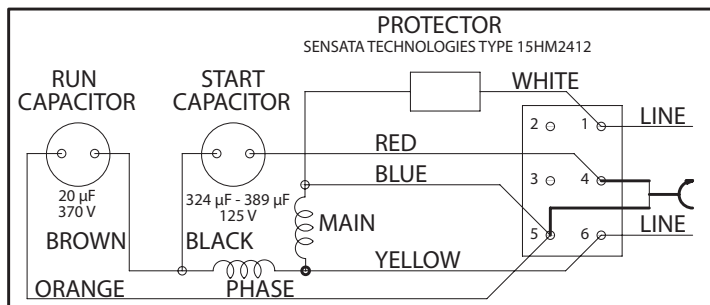 PROTECTOR
SENSATA TECHNOLOGIES TYPE 15HM2412
RUN
CAPACITOR
START
CAPACITOR
WHITE
2
1
LINE
RED
3
4
BLUE
20 µF
370 V
324 µF - 389 µF
125 V
MAIN
5
6
LINE
BROWN
BLACK
YELLOW
ORANGE
PHASE